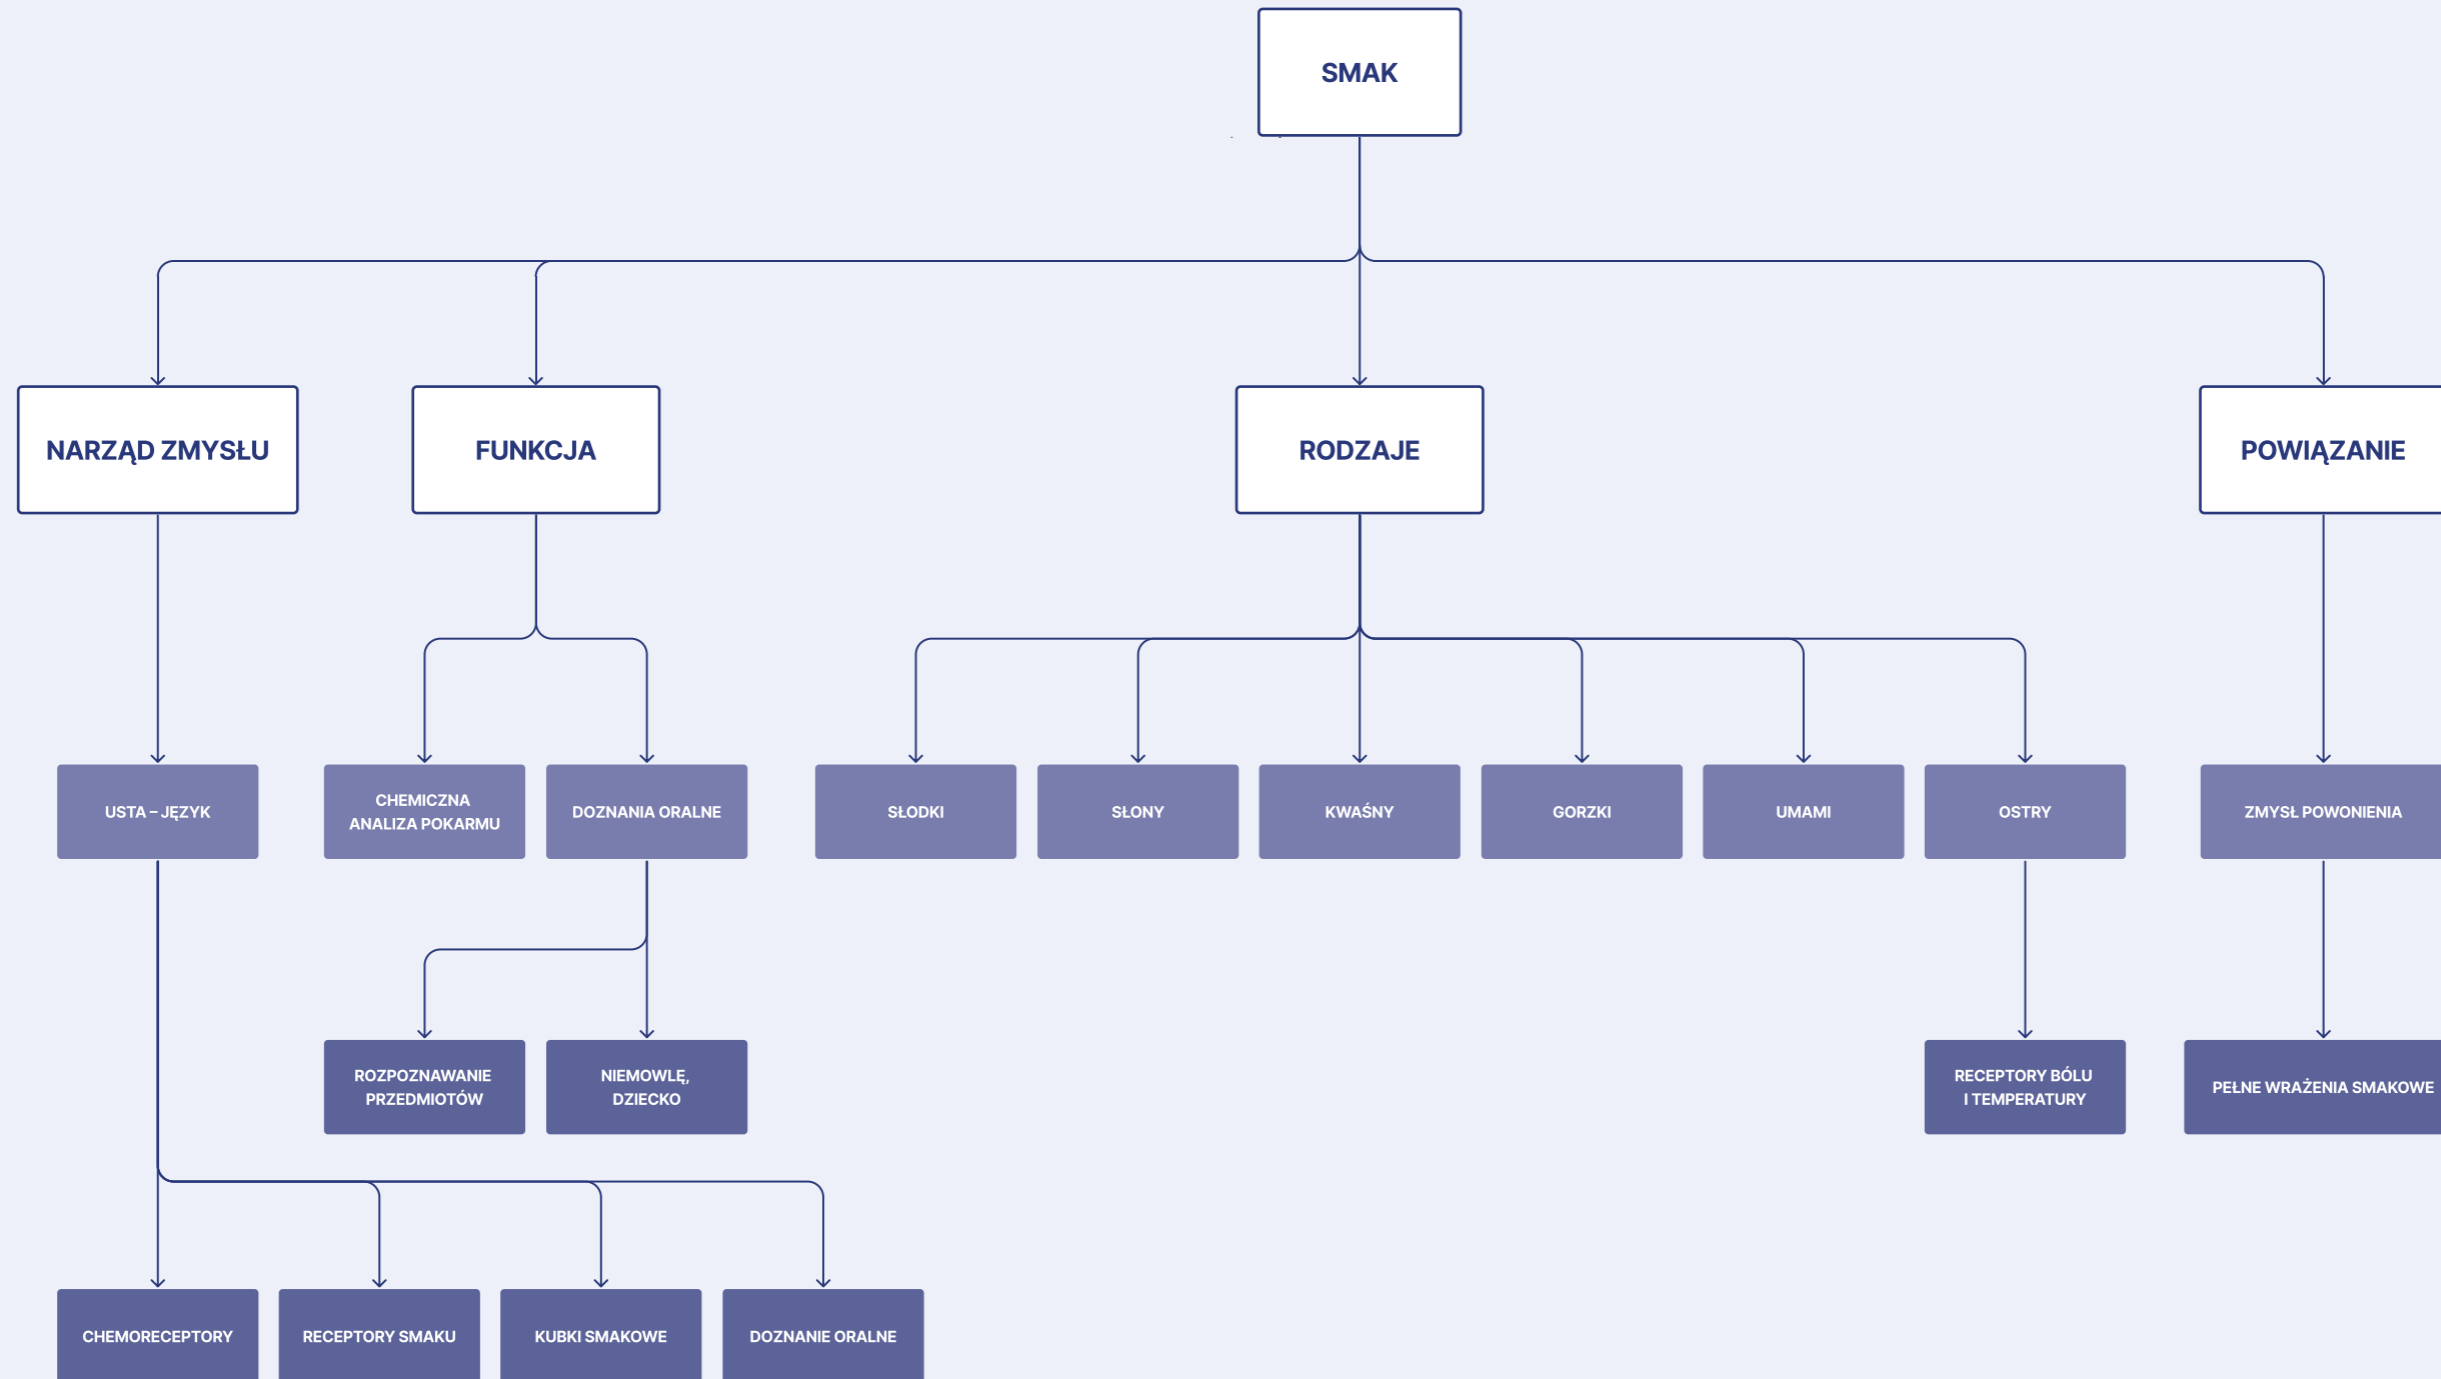 SMAK
NARZĄD ZMYSŁU
FUNKCJA
RODZAJE
POWIĄZANIE
USTA – JĘZYK
CHEMICZNA
ANALIZA POKARMU
DOZNANIA ORALNE
SŁODKI
SŁONY
KWAŚNY
GORZKI
UMAMI
OSTRY
ZMYSŁ POWONIENIA
ROZPOZNAWANIE
PRZEDMIOTÓW
NIEMOWLĘ,
DZIECKO
RECEPTORY BÓLU
I TEMPERATURY
PEŁNE WRAŻENIA SMAKOWE
CHEMORECEPTORY
RECEPTORY SMAKU
KUBKI SMAKOWE
DOZNANIE ORALNE